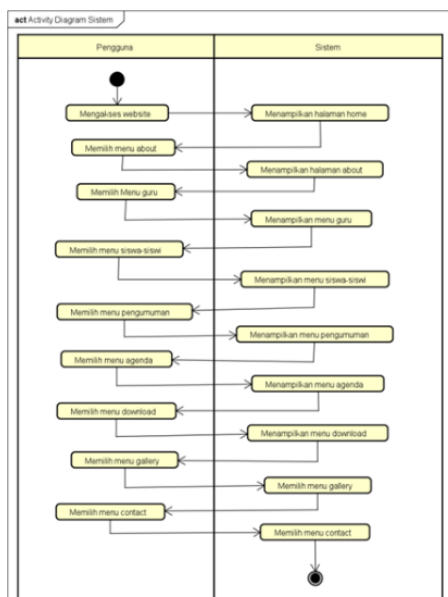 act Activity Diagram Sistem
Pengguna
Sistem
Mengakses website
Menampilkan halaman home
Memilih menu about
Menampilkan halaman about
Memilih Menu guru
Menampilkan menu guru
Memilih menu siswa-siswi
Menampilkan menu siswa-siswi
Memilih menu pengumuman
Menampilkan menu pengumuman
Memilih menu agenda
Menampilkan menu agenda
Memilih menu download
Menampilkan menu download
Memilih menu gallery
Memilih menu gallery
Memilih menu contact
Memilih menu contact